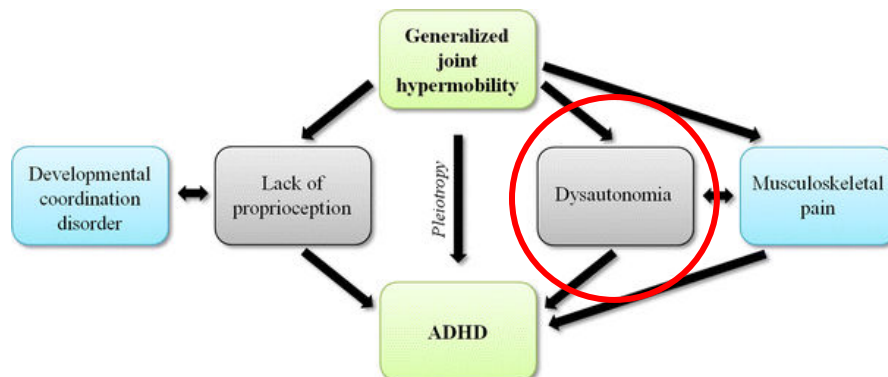 Generalized
joint
hypermobility
Developmental
coordination
disorder
Lack of
proprioception
Pleiotropy
Dysautonomia
Musculoskeletal
pain
ADHD